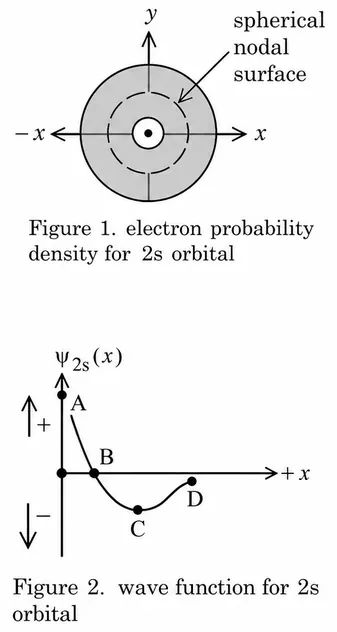 y
spherical
nodal
surface
− x
x
Figure 1. electron probability
density for 2s orbital
ψ2s(x)
A
+
B
+ x
−
D
C
Figure 2. wave function for 2s
orbital